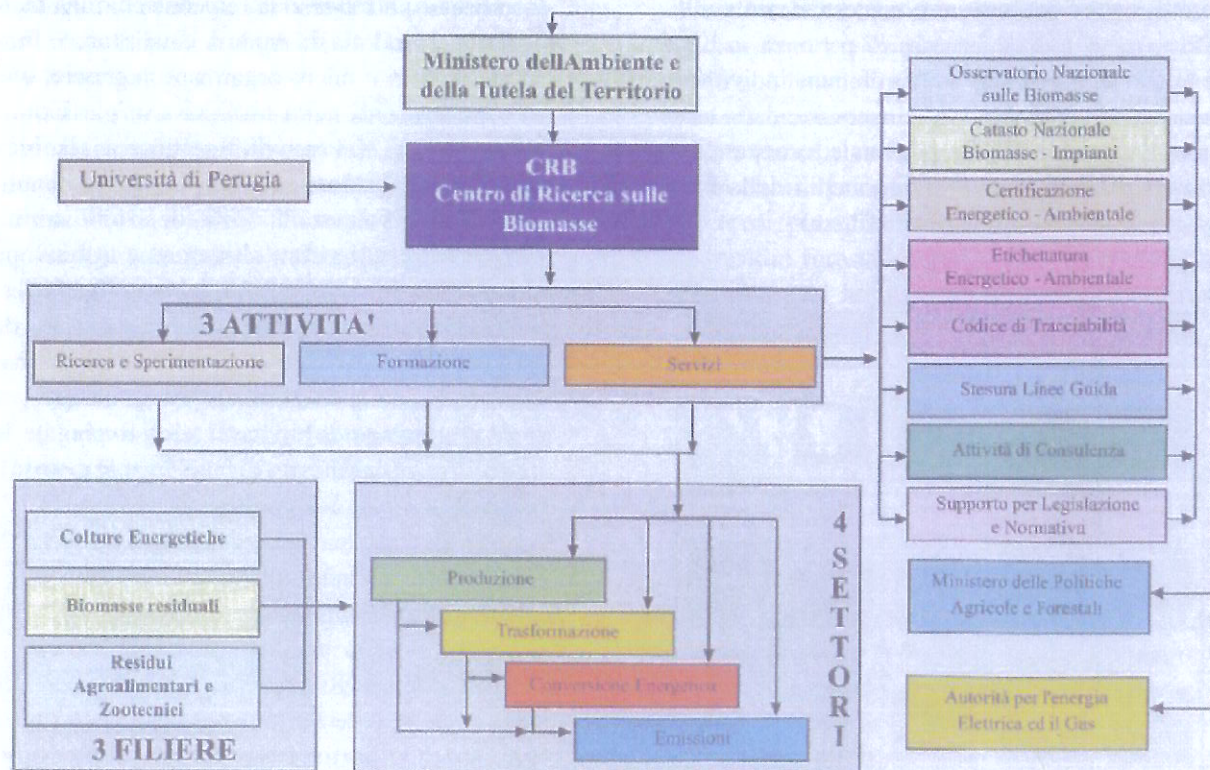 Ministero dell'Ambiente e
della Tutela del Territorio
Università di Perugia
CRB
Centro di Ricerca sulle
Biomasse
3 ATTIVITA'
Ricerca e Sperimentazione
Formazione
Servizi
Colture Energetiche
Biomasse residuali
Residui
Agroalimentari e
Zootecnici
3 FILIERE
Produzione
Trasformazione
Conversione Energetica
Emissioni
4 SETTORI
Osservatorio Nazionale
sulle Biomasse
Catasto Nazionale
Biomasse - Impianti
Certificazione
Energetico - Ambientale
Etichettatura
Energetico - Ambientale
Codice di Tracciabilità
Stesura Linee Guida
Attività di Consulenza
Supporto per Legislazione
e Normativa
Ministero delle Politiche
Agricole e Forestali
Autorità per l'energia
Elettrica ed il Gas